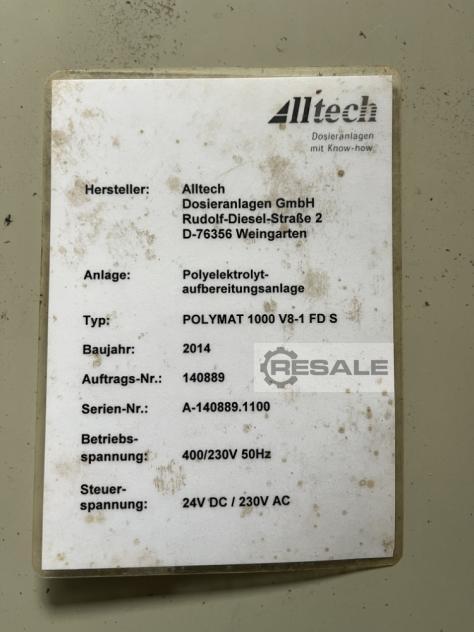 Alltech
Dosieranlagen
mit Know-how
Hersteller: Alltech
Dosieranlagen GmbH
Rudolf-Diesel-Straße 2
D-76356 Weingarten
Anlage: Polyelektrolyt-
aufbereitungsanlage
Typ: POLYMAT 1000 V8-1 FD S
Baujahr: 2014
RESALE
Auftrags-Nr.: 140889
Serien-Nr.: A-140889.1100
Betriebs-
spannung: 400/230V 50Hz
Steuer-
spannung: 24V DC / 230V AC